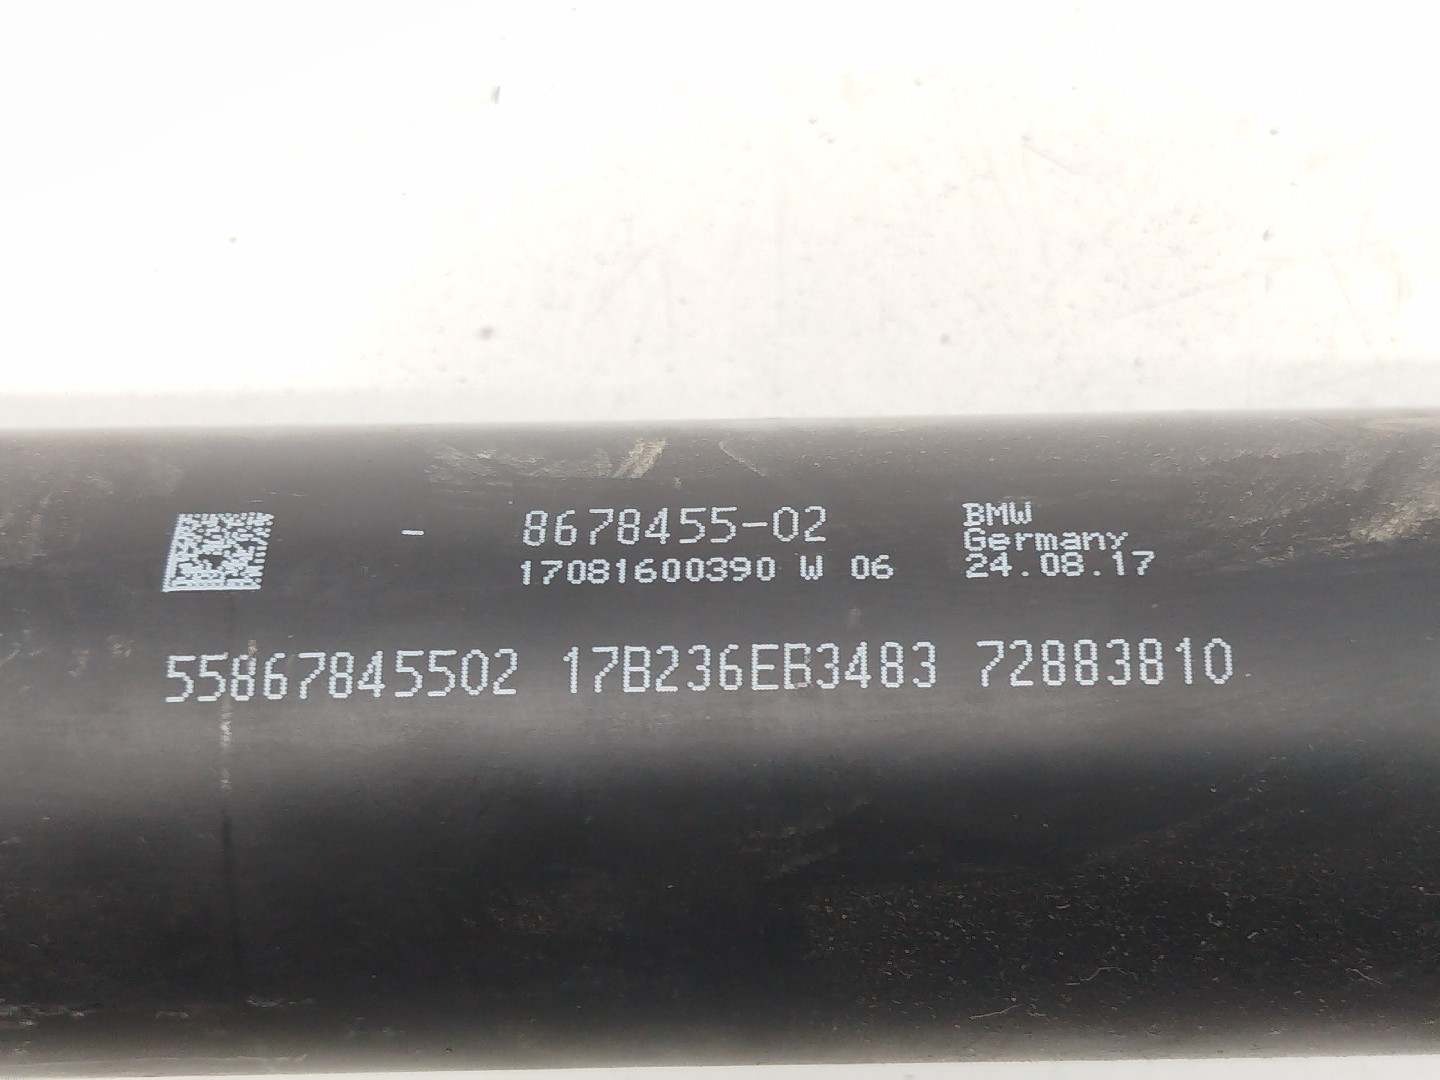 - 8678455-02
17081600390 W 06
BMW
Germany
24.08.17
55867845502 17B236EB3483 72883810